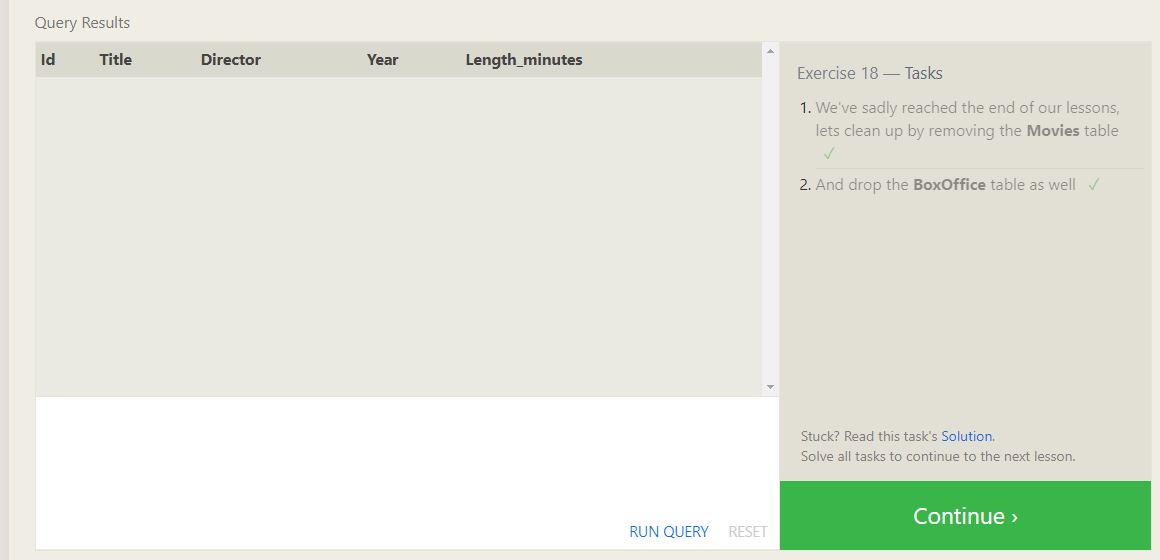 Query Results
Id Title Director Year Length_minutes
Exercise 18 — Tasks
1. We've sadly reached the end of our lessons,
lets clean up by removing the Movies table
✓
2. And drop the BoxOffice table as well ✓
Stuck? Read this task's Solution.
Solve all tasks to continue to the next lesson.
RUN QUERY RESET
Continue ›